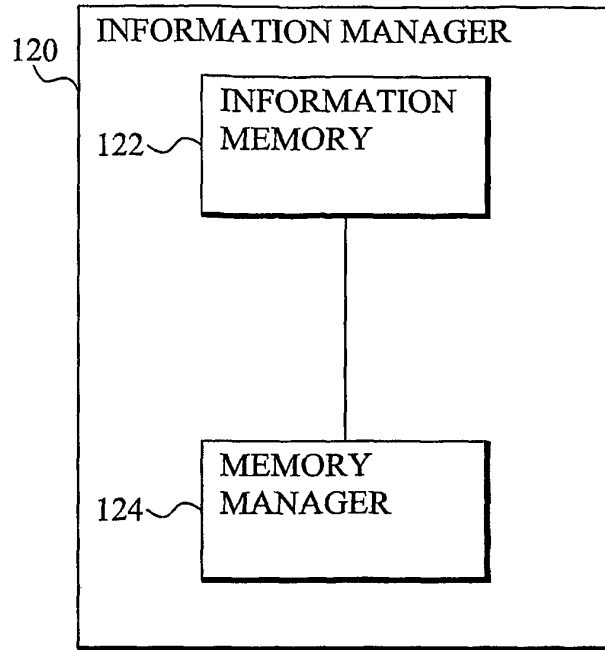 INFORMATION MANAGER
120
INFORMATION
MEMORY
122
MEMORY
MANAGER
124